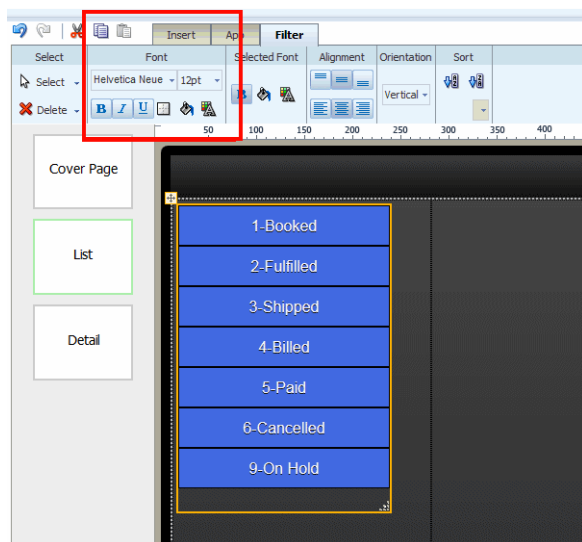 Insert App Filter
Select Font Selected Font Alignment Orientation Sort
Select Helvetica Neue 12pt
Delete B I U B Vertical
50 100 150 200 250 300 350 400
Cover Page
List
Detail
1-Booked
2-Fulfilled
3-Shipped
4-Billed
5-Paid
6-Cancelled
9-On Hold